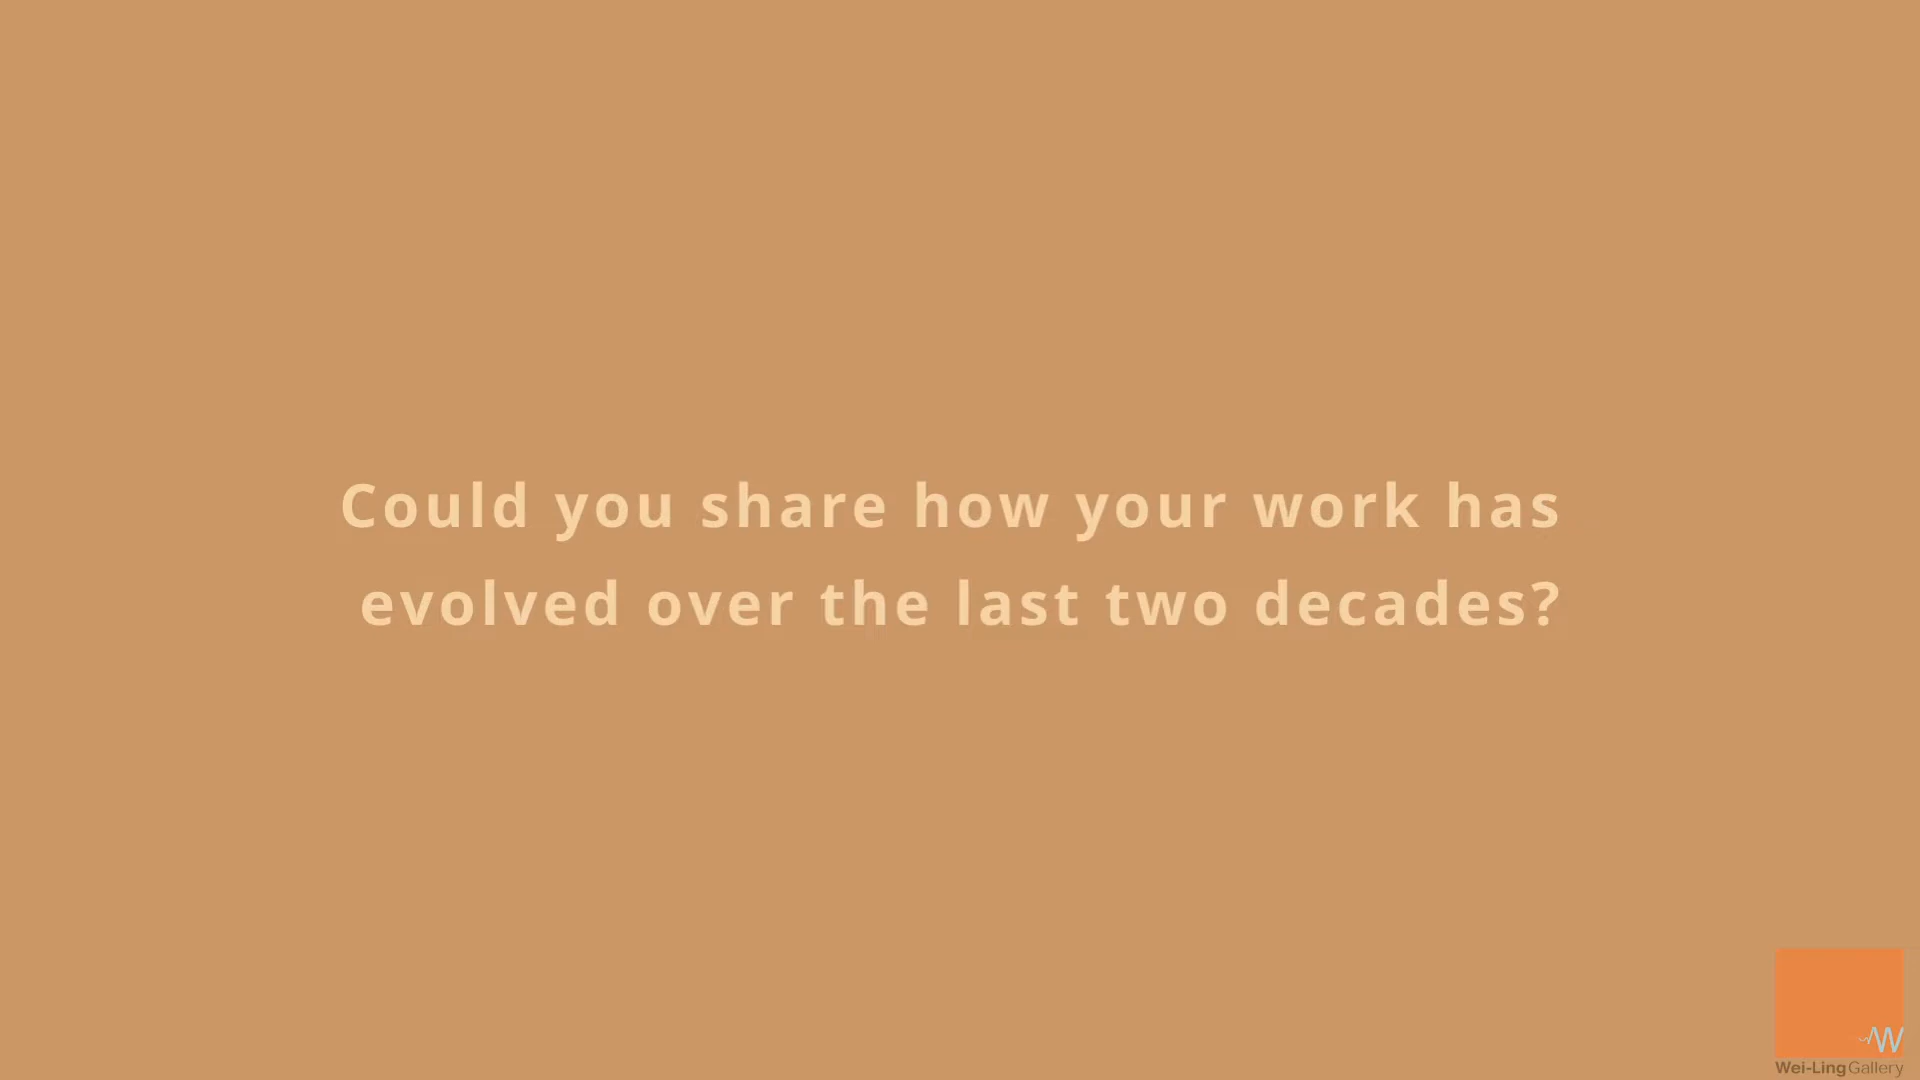 Could you share how your work has
evolved over the last two decades?
W
Wei-Ling Gallery